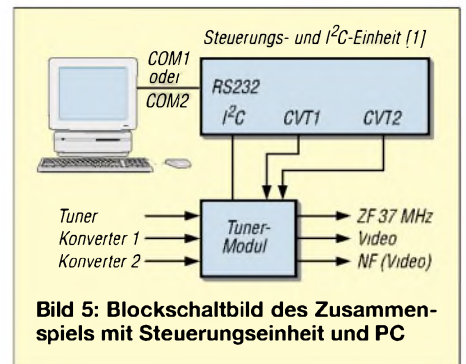 Steuerungs- und I²C-Einheit [1]
COM1
oder
COM2
RS232
I²C CVT1 CVT2
Tuner
Konverter 1
Konverter 2
Tuner-
Modul
ZF 37 MHz
Video
NF (Video)
Bild 5: Blockschaltbild des Zusammen-
spiels mit Steuerungseinheit und PC